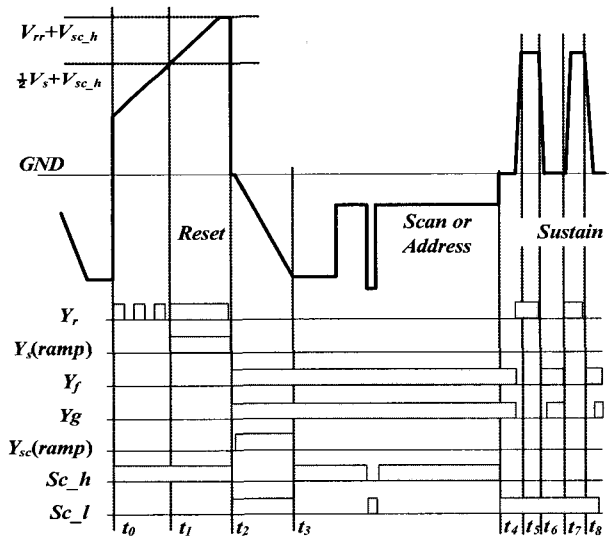 V_rr+V_sc_h
½V_s+V_sc_h
GND
Reset
Scan or
Address
Sustain
Y_r
Y_s(ramp)
Y_f
Yg
Y_sc(ramp)
Sc_h
Sc_l
t_0 t_1 t_2 t_3 t_4 t_5 t_6 t_7 t_8